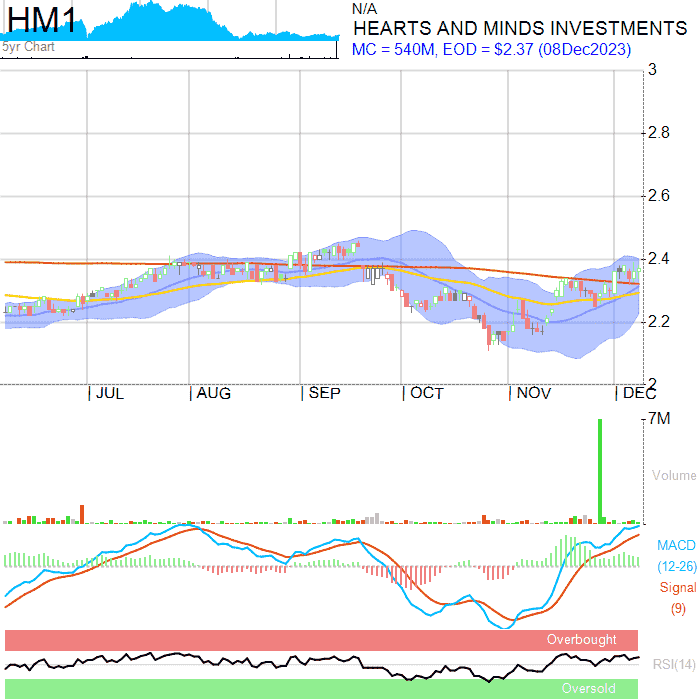 HM1
5yr Chart
N/A
HEARTS AND MINDS INVESTMENTS
MC = 540M, EOD = $2.37 (08Dec2023)
3
2.8
2.6
2.4
2.2
2
JUL AUG SEP OCT NOV DEC
7M
Volume
MACD
(12-26)
Signal
(9)
Overbought
RSI(14)
Oversold